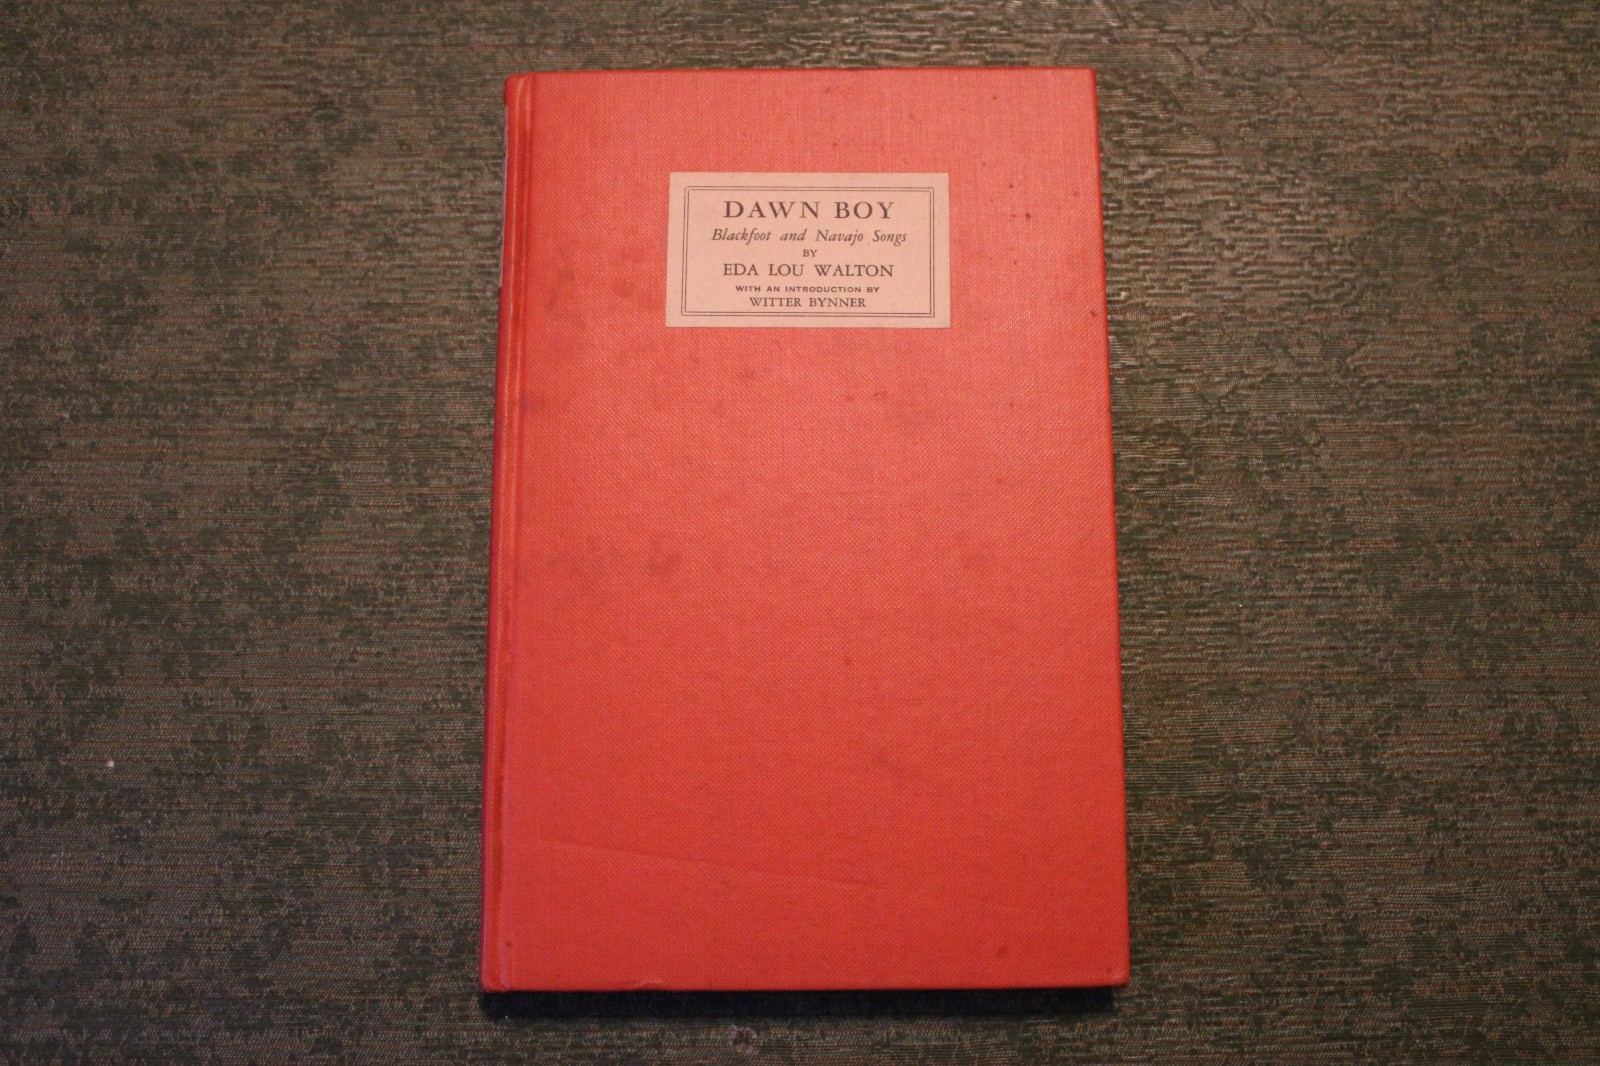 DAWN BOY
Blackfoot and Navajo Songs
BY
EDA LOU WALTON
WITH AN INTRODUCTION BY
WITTER BYNNER